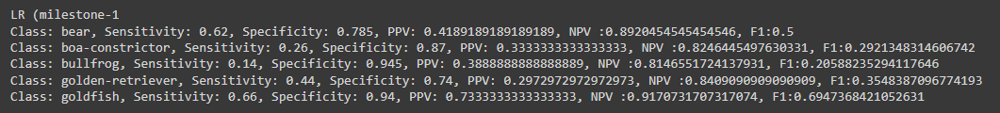 LR (milestone-1
Class: bear, Sensitivity: 0.62, Specificity: 0.785, PPV: 0.4189189189189189, NPV :0.8920454545454546, F1:0.5
Class: boa-constrictor, Sensitivity: 0.26, Specificity: 0.87, PPV: 0.3333333333333333, NPV :0.8246445497630331, F1:0.2921348314606742
Class: bullfrog, Sensitivity: 0.14, Specificity: 0.945, PPV: 0.3888888888888889, NPV :0.8146551724137931, F1:0.20588235294117646
Class: golden-retriever, Sensitivity: 0.44, Specificity: 0.74, PPV: 0.2972972972972973, NPV :0.8409090909090909, F1:0.3548387096774193
Class: goldfish, Sensitivity: 0.66, Specificity: 0.94, PPV: 0.7333333333333333, NPV :0.9170731707317074, F1:0.6947368421052631